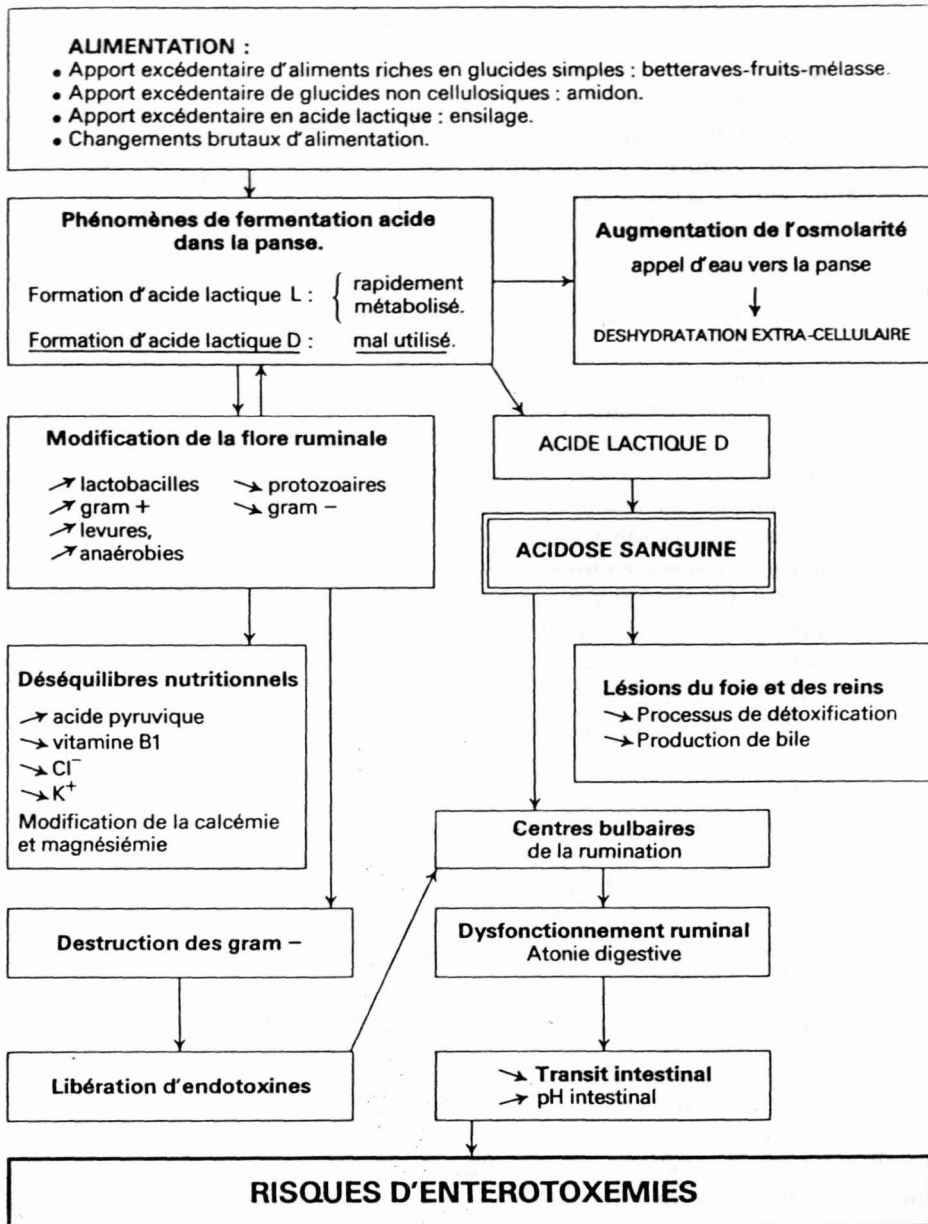 ALIMENTATION :
• Apport excédentaire d'aliments riches en glucides simples : betteraves-fruits-mélasse.
• Apport excédentaire de glucides non cellulosiques : amidon.
• Apport excédentaire en acide lactique : ensilage.
• Changements brutaux d'alimentation.
Phénomènes de fermentation acide
dans la panse.
Formation d'acide lactique L : { rapidement
métabolisé.
Formation d'acide lactique D : mal utilisé.
Augmentation de l'osmolarité
appel d'eau vers la panse
↓
DESHYDRATATION EXTRA-CELLULAIRE
Modification de la flore ruminale
↗ lactobacilles ↘ protozoaires
↗ gram + ↘ gram −
↗ levures,
↗ anaérobies
ACIDE LACTIQUE D
ACIDOSE SANGUINE
Déséquilibres nutritionnels
↗ acide pyruvique
↘ vitamine B1
↘ Cl⁻
↘ K⁺
Modification de la calcémie
et magnésiémie
Lésions du foie et des reins
↘ Processus de détoxification
↘ Production de bile
Centres bulbaires
de la rumination
Destruction des gram −
Dysfonctionnement ruminal
Atonie digestive
Libération d'endotoxines
↘ Transit intestinal
↗ pH intestinal
RISQUES D'ENTEROTOXEMIES